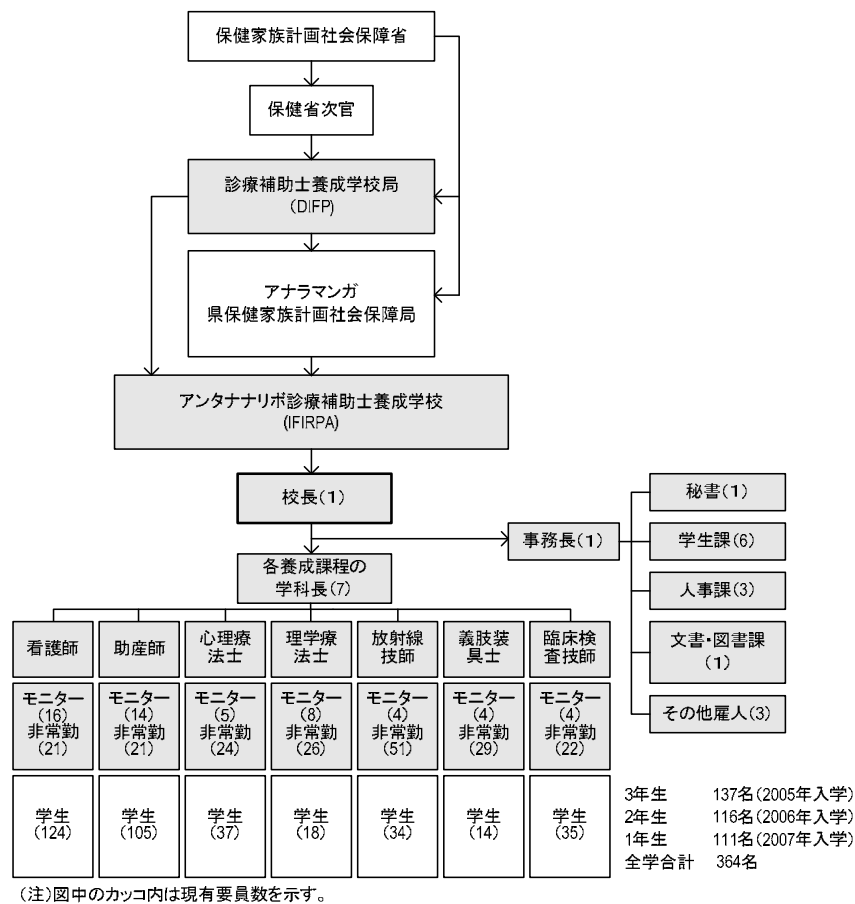 保健家族計画社会保障省
保健省次官
診療補助士養成学校局
(DIFP)
アナラマンガ
県保健家族計画社会保障局
アンタナナリボ診療補助士養成学校
(IFIRPA)
校長(1)
事務長(1)
秘書(1)
学生課(6)
人事課(3)
文書・図書課
(1)
その他雇人(3)
各養成課程の
学科長(7)
看護師
助産師
心理療
法士
理学療
法士
放射線
技師
義肢装
具士
臨床検
査技師
モニター
(16)
非常勤
(21)
モニター
(14)
非常勤
(21)
モニター
(5)
非常勤
(24)
モニター
(8)
非常勤
(26)
モニター
(4)
非常勤
(51)
モニター
(4)
非常勤
(29)
モニター
(4)
非常勤
(22)
学生
(124)
学生
(105)
学生
(37)
学生
(18)
学生
(34)
学生
(14)
学生
(35)
3年生 137名(2005年入学)
2年生 116名(2006年入学)
1年生 111名(2007年入学)
全学合計 364名
(注)図中のカッコ内は現有要員数を示す。